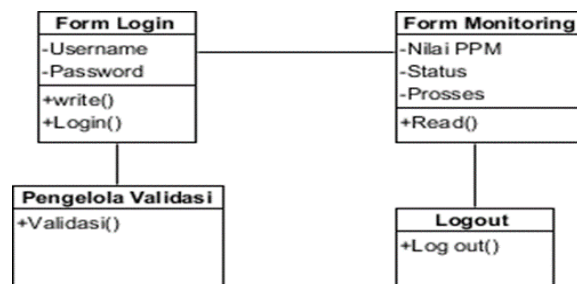 Form Login
-Username
-Password
+write()
+Login()
Form Monitoring
-Nilai PPM
-Status
-Prosses
+Read()
Pengelola Validasi
+Validasi()
Logout
+Log out()